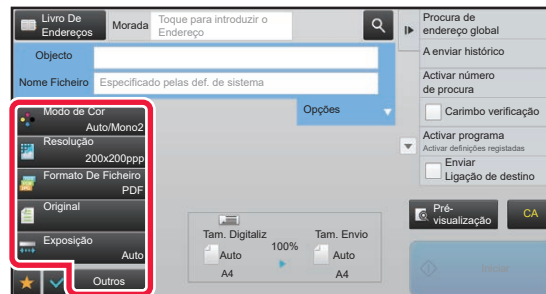 Livro De
Endereços
Morada
Toque para introduzir o
Endereço
Objecto
Nome Ficheiro
Especificado pelas def. de sistema
Opções
Modo de Cor
Auto/Mono2
Resolução
200x200ppp
Formato De Ficheiro
PDF
Original
Exposição
Auto
Outros
Tam. Digitaliz
100%
Tam. Envio
Auto
A4
Auto
A4
Procura de
endereço global
A enviar histórico
Activar número
de procura
Carimbo verificação
Activar programa
Activar definições registadas
Enviar
Ligação de destino
Pré-
visualização
CA
Iniciar